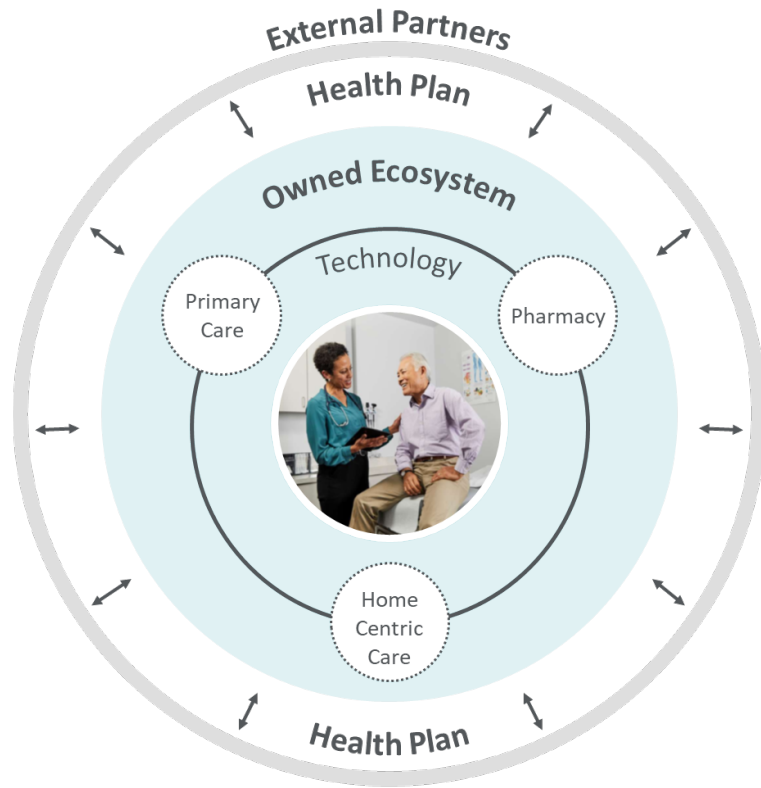 External Partners
Health Plan
Owned Ecosystem
Technology
Primary
Care
Pharmacy
Home
Centric
Care
Health Plan